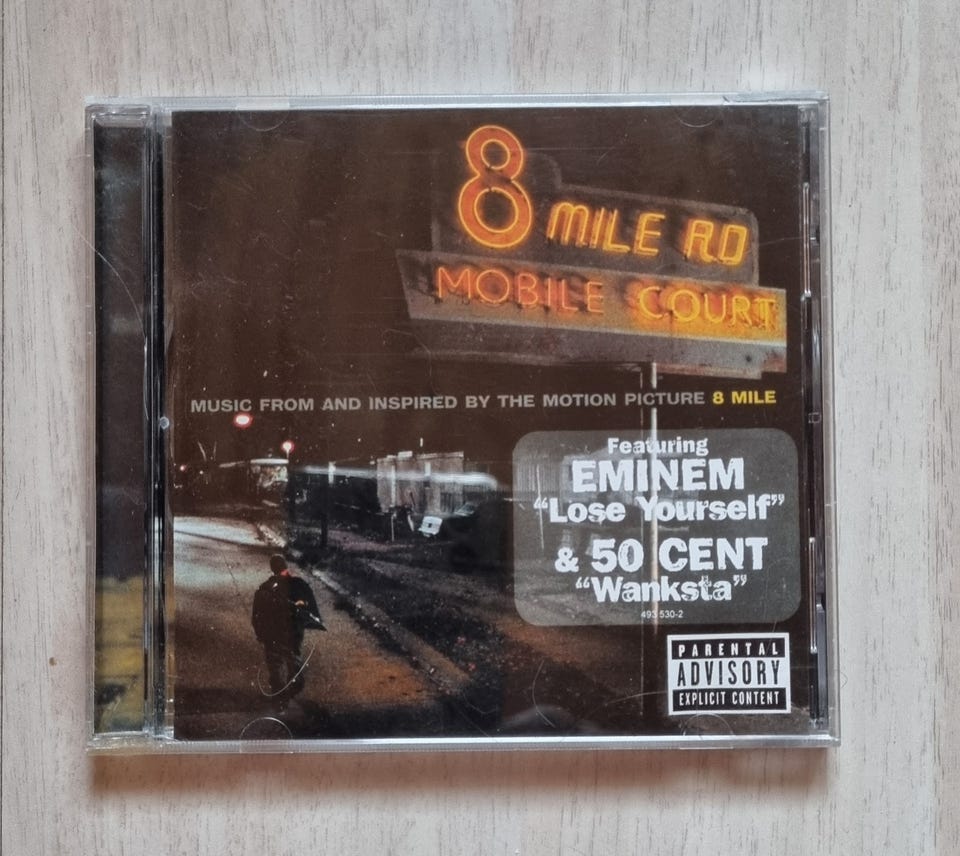 8 MILE RD
MOBILE COURT
MUSIC FROM AND INSPIRED BY THE MOTION PICTURE 8 MILE
Featuring
EMINEM
“Lose Yourself”
& 50 CENT
“Wanksta”
493 530-2
PARENTAL
ADVISORY
EXPLICIT CONTENT